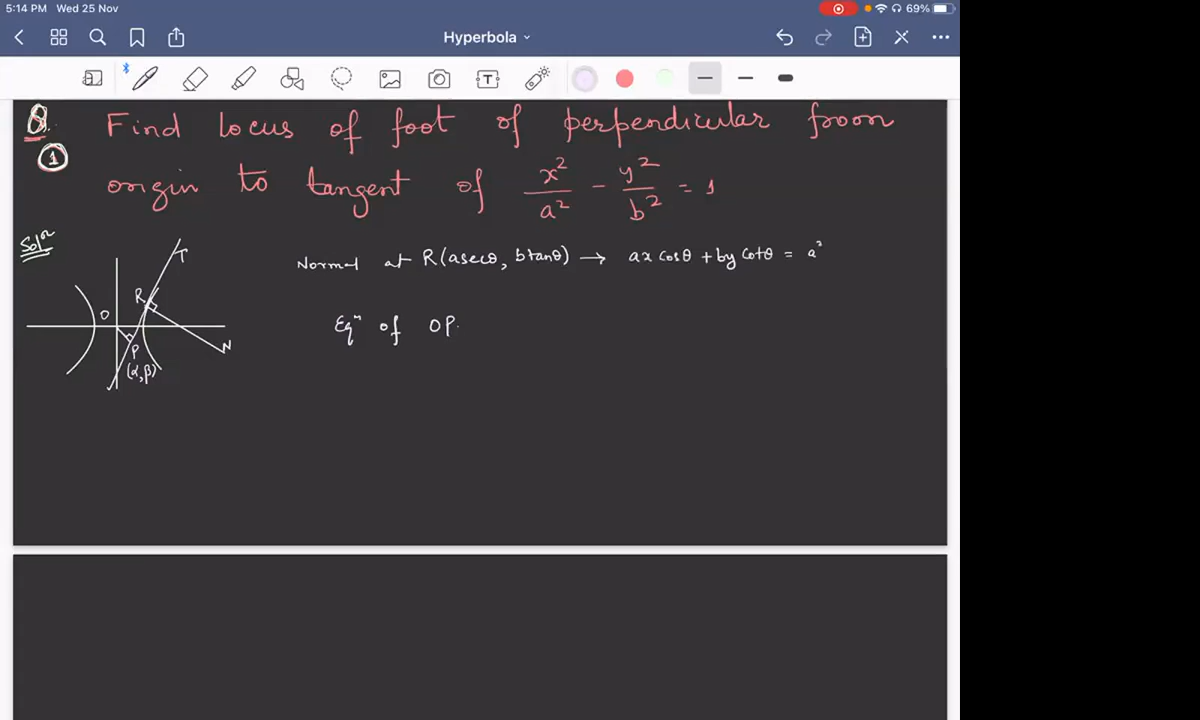 5:14 PM Wed 25 Nov
69%
Hyperbola
T
Q. Find locus of foot of perpendicular from
① origin to tangent of x²/a² - y²/b² = 1
Solⁿ
T
R
O
P
(α, β)
N
Normal at R(a secθ, b tanθ) → ax cosθ + by cotθ = a²
Eqⁿ of OP.